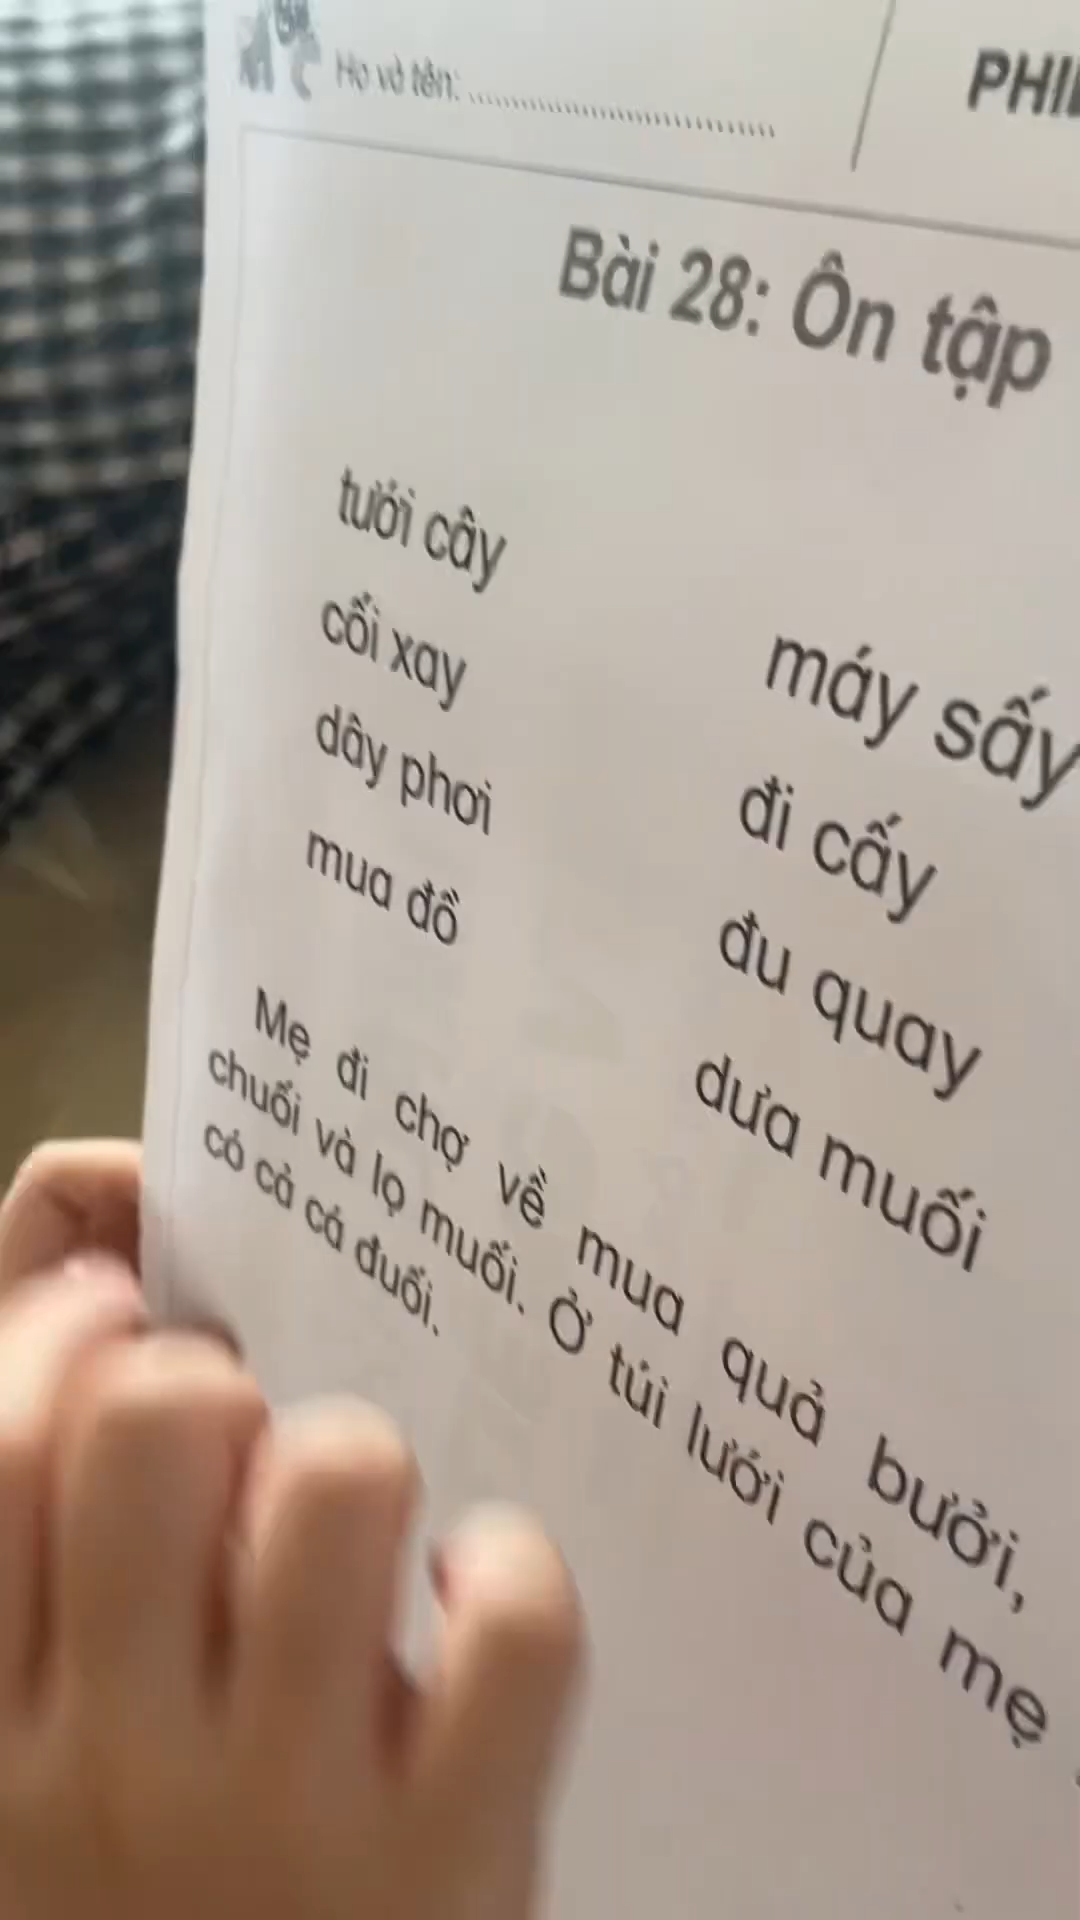 Họ và tên:
Bài 28: Ôn tập
tưới cây
cối xay
dây phơi
mua đồ
máy sấy
đi cấy
đu quay
dưa muối
Mẹ đi chợ về mua quả bưởi,
chuối và lọ muối. Ở túi lưới của mẹ
có cả cá đuối.